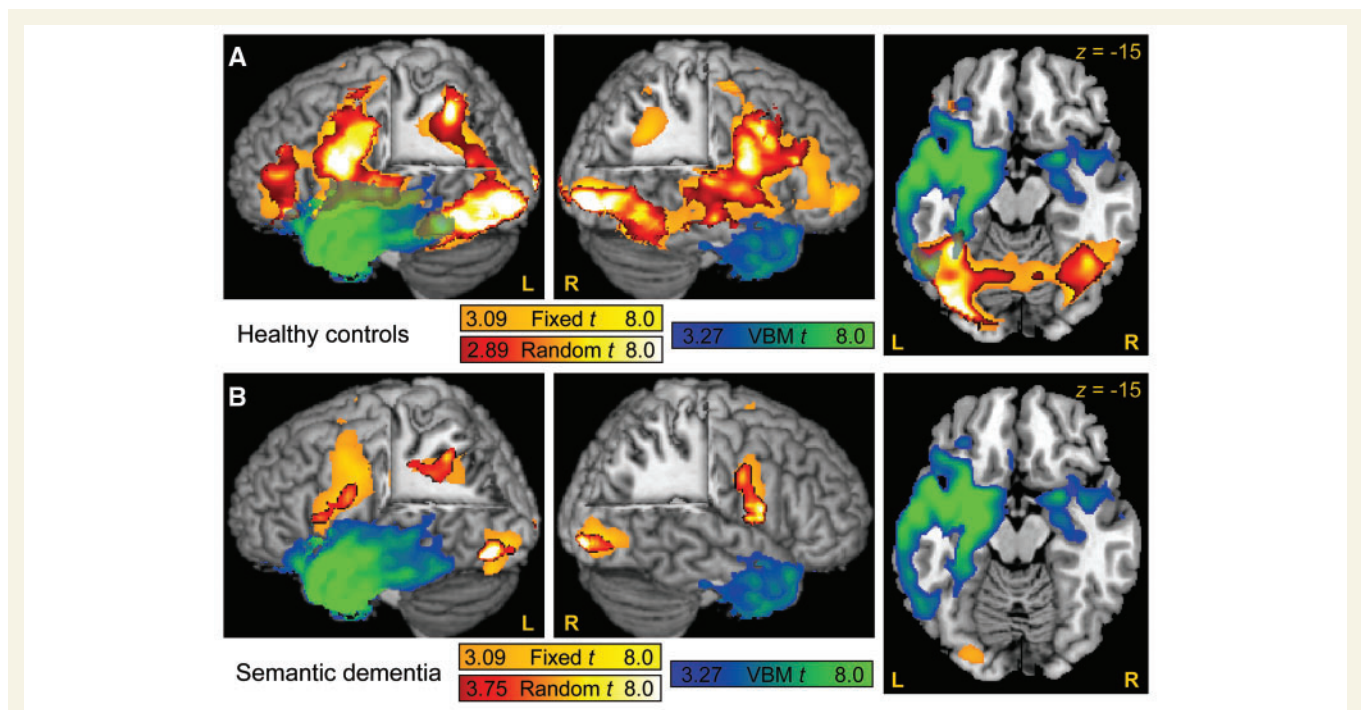 A
z = -15
L
R
L
R
Healthy controls
3.09 Fixed t 8.0
2.89 Random t 8.0
3.27 VBM t 8.0
B
z = -15
L
R
L
R
Semantic dementia
3.09 Fixed t 8.0
3.75 Random t 8.0
3.27 VBM t 8.0